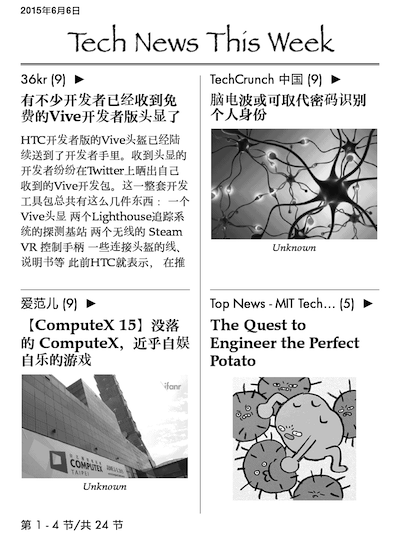 2015年6月6日
Tech News This Week
36kr (9) ▶
有不少开发者已经收到免
费的Vive开发者版头显了
HTC开发者版的Vive头盔已经陆
续送到了开发者手里。收到头显的
开发者纷纷在Twitter上晒出自己
收到的Vive开发包。这一整套开发
工具包总共有这么几件东西： 一个
Vive头显 两个Lighthouse追踪系
统的探测基站 两个无线的 Steam
VR 控制手柄 一些连接头盔的线、
说明书等 此前HTC就表示， 在推
TechCrunch 中国 (9) ▶
脑电波或可取代密码识别
个人身份
Unknown
爱范儿 (9) ▶
【ComputeX 15】没落
的 ComputeX，近乎自娱
自乐的游戏
ifanr
COMPUTEX
TAIPEI
Unknown
Top News - MIT Tech… (5) ▶
The Quest to
Engineer the Perfect
Potato
第 1 - 4 节/共 24 节